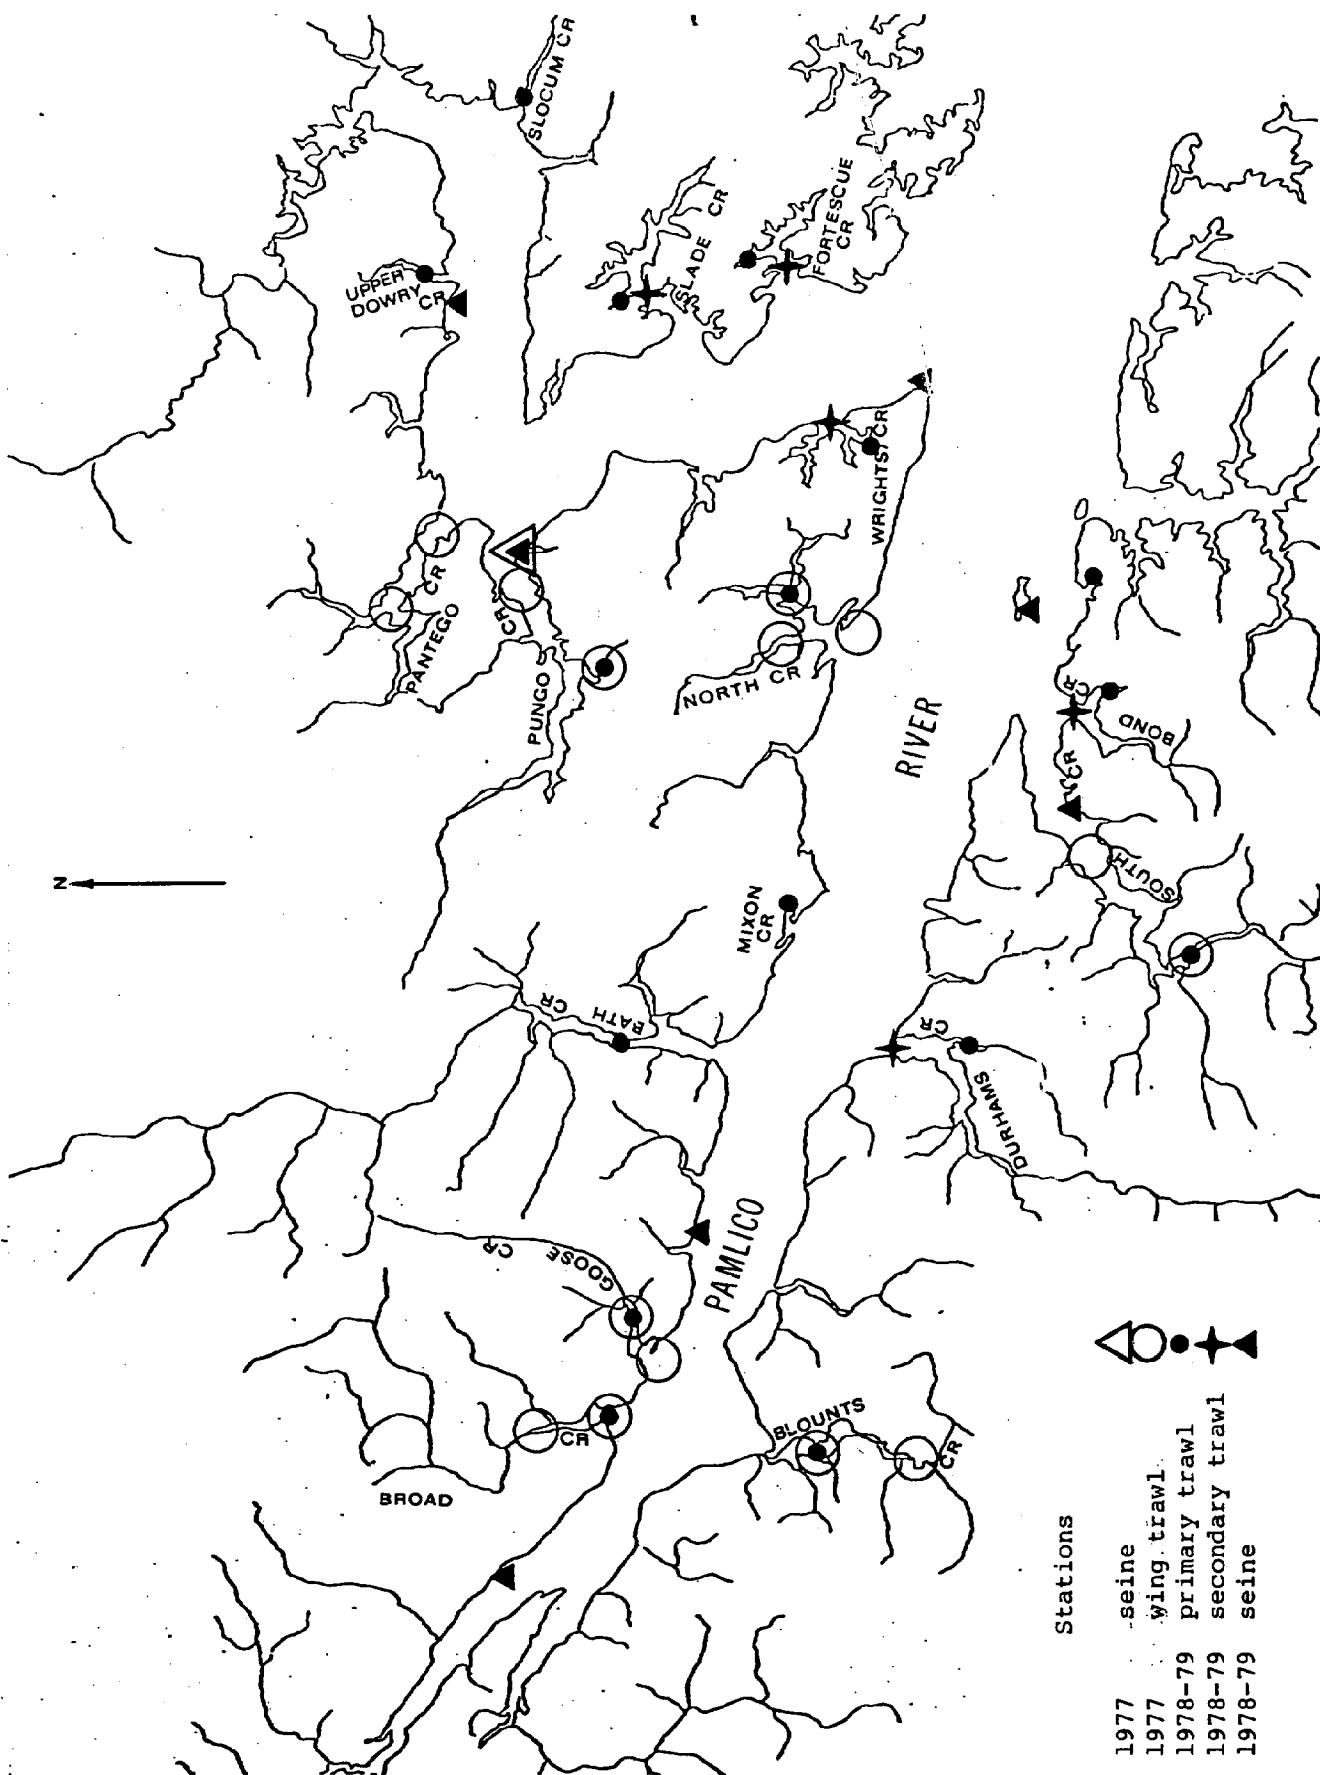 N
SLOCUM CR
UPPER
DOWRY
CR
SLADE CR
FORTESCUE
CR
WRIGHTS CR
PANTEGO CR
PUNGO CR
NORTH CR
RIVER
BOND CR
SOUTH CR
MIXON
CR
BATH CR
DURHAMS CR
GOOSE CR
PAMLICO
BROAD CR
BLOUNTS CR
Stations
1977 seine
1977 wing trawl
1978-79 primary trawl
1978-79 secondary trawl
1978-79 seine